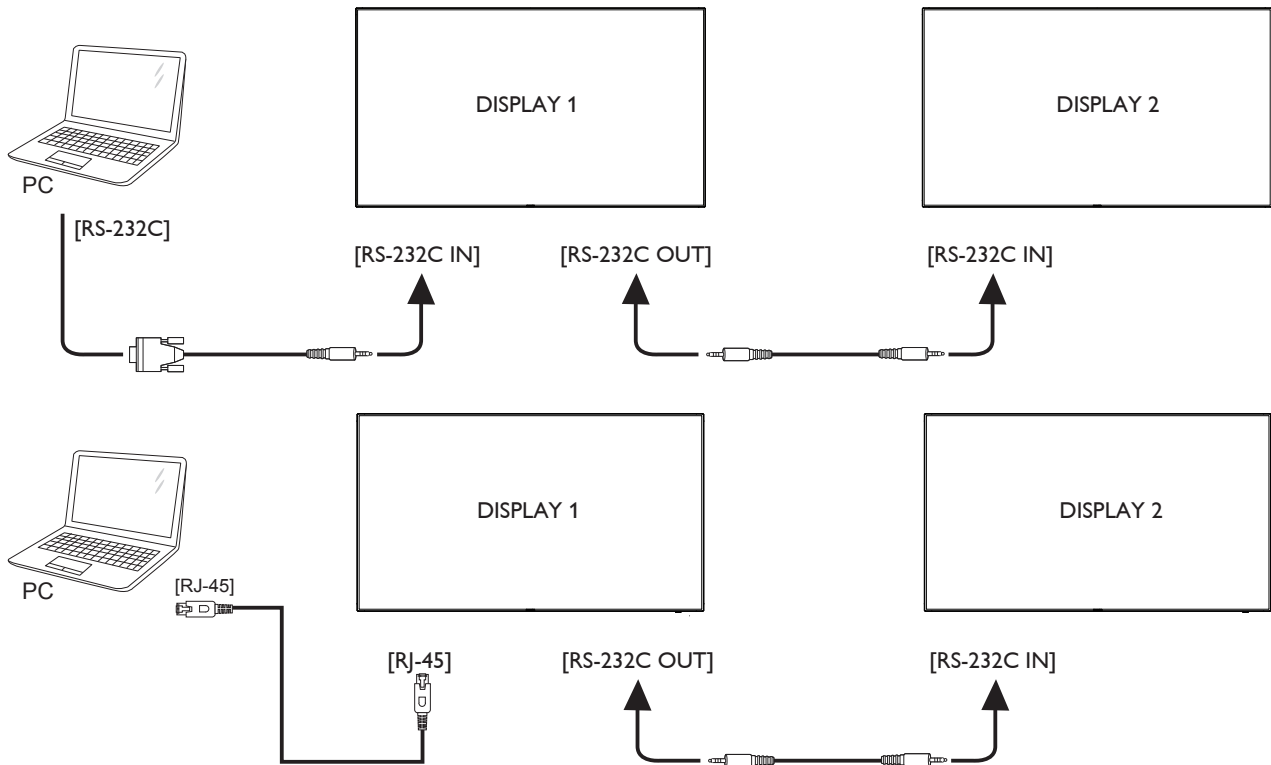 DISPLAY 1
DISPLAY 2
PC
[RS-232C]
[RS-232C IN]
[RS-232C OUT]
[RS-232C IN]
DISPLAY 1
DISPLAY 2
PC
[RJ-45]
[RJ-45]
[RS-232C OUT]
[RS-232C IN]